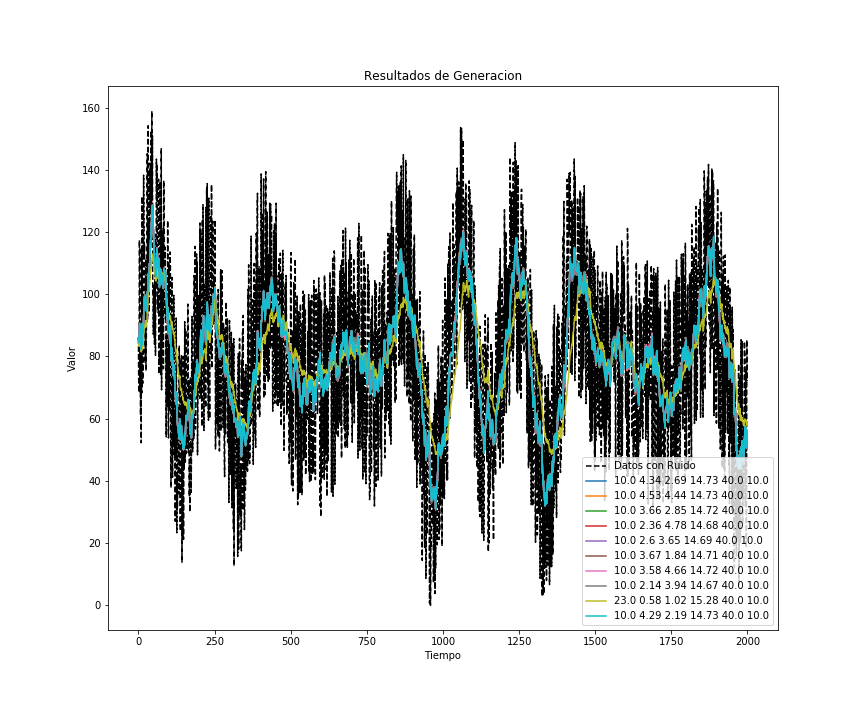 Resultados de Generacion
Valor
160
140
120
100
80
60
40
20
0
0 250 500 750 1000 1250 1500 1750 2000
Tiempo
Datos con Ruido
10.0 4.34 2.69 14.73 40.0 10.0
10.0 4.53 4.44 14.73 40.0 10.0
10.0 3.66 2.85 14.72 40.0 10.0
10.0 2.36 4.78 14.68 40.0 10.0
10.0 2.6 3.65 14.69 40.0 10.0
10.0 3.67 1.84 14.71 40.0 10.0
10.0 3.58 4.66 14.72 40.0 10.0
10.0 2.14 3.94 14.67 40.0 10.0
23.0 0.58 1.02 15.28 40.0 10.0
10.0 4.29 2.19 14.73 40.0 10.0